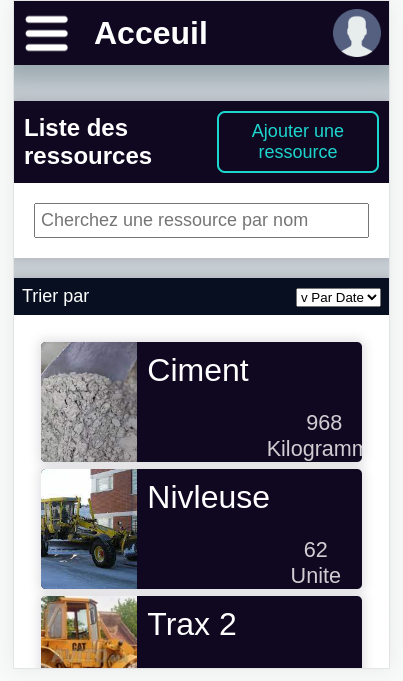 Acceuil
Liste des
ressources
Ajouter une
ressource
Cherchez une ressource par nom
Trier par
v Par Date
Ciment
968
Kilogramm
Nivleuse
62
Unite
Trax 2
CAT